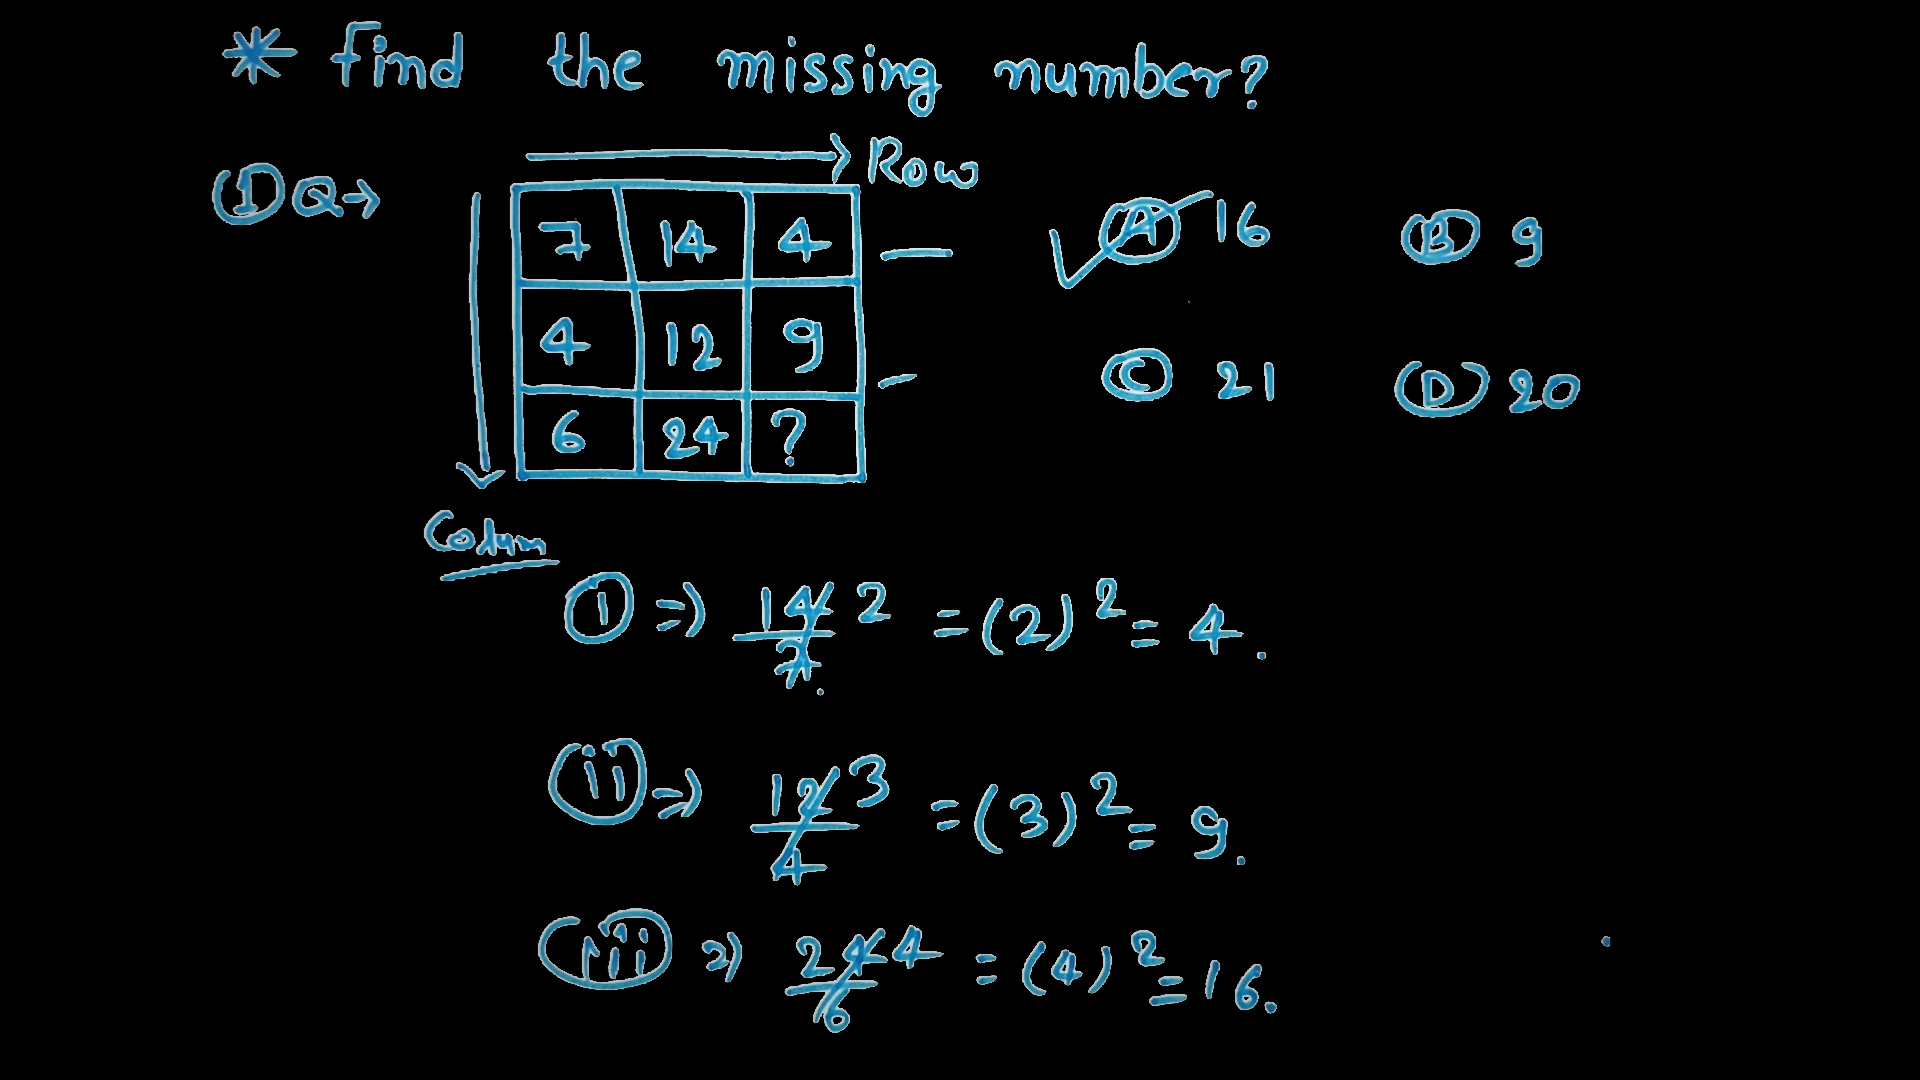 * Find the missing number?
① Q→
→ Row
7 14 4 —
4 12 9 —
6 24 ?
Colum
✓ Ⓐ 16 Ⓑ 9
Ⓒ 21 Ⓓ 20
ⓘ ⇒ 14/7 2 = (2)² = 4.
(ii) ⇒ 12/4 3 = (3)² = 9.
(iii) ⇒ 24/6 4 = (4)² = 16.